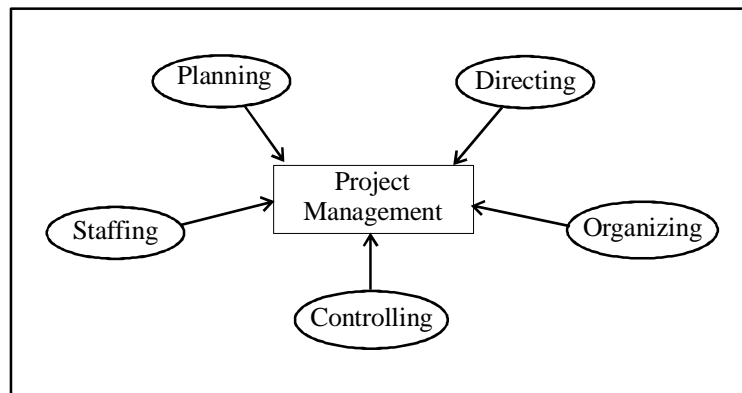 Planning
Directing
Project
Management
Staffing
Organizing
Controlling